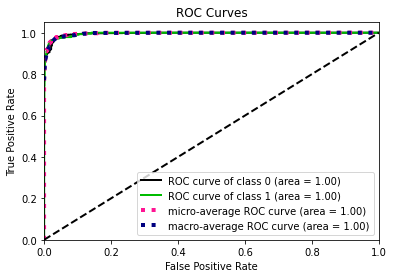 ROC Curves
True Positive Rate
1.0
0.8
0.6
0.4
0.2
0.0
ROC curve of class 0 (area = 1.00)
ROC curve of class 1 (area = 1.00)
micro-average ROC curve (area = 1.00)
macro-average ROC curve (area = 1.00)
0.0 0.2 0.4 0.6 0.8 1.0
False Positive Rate